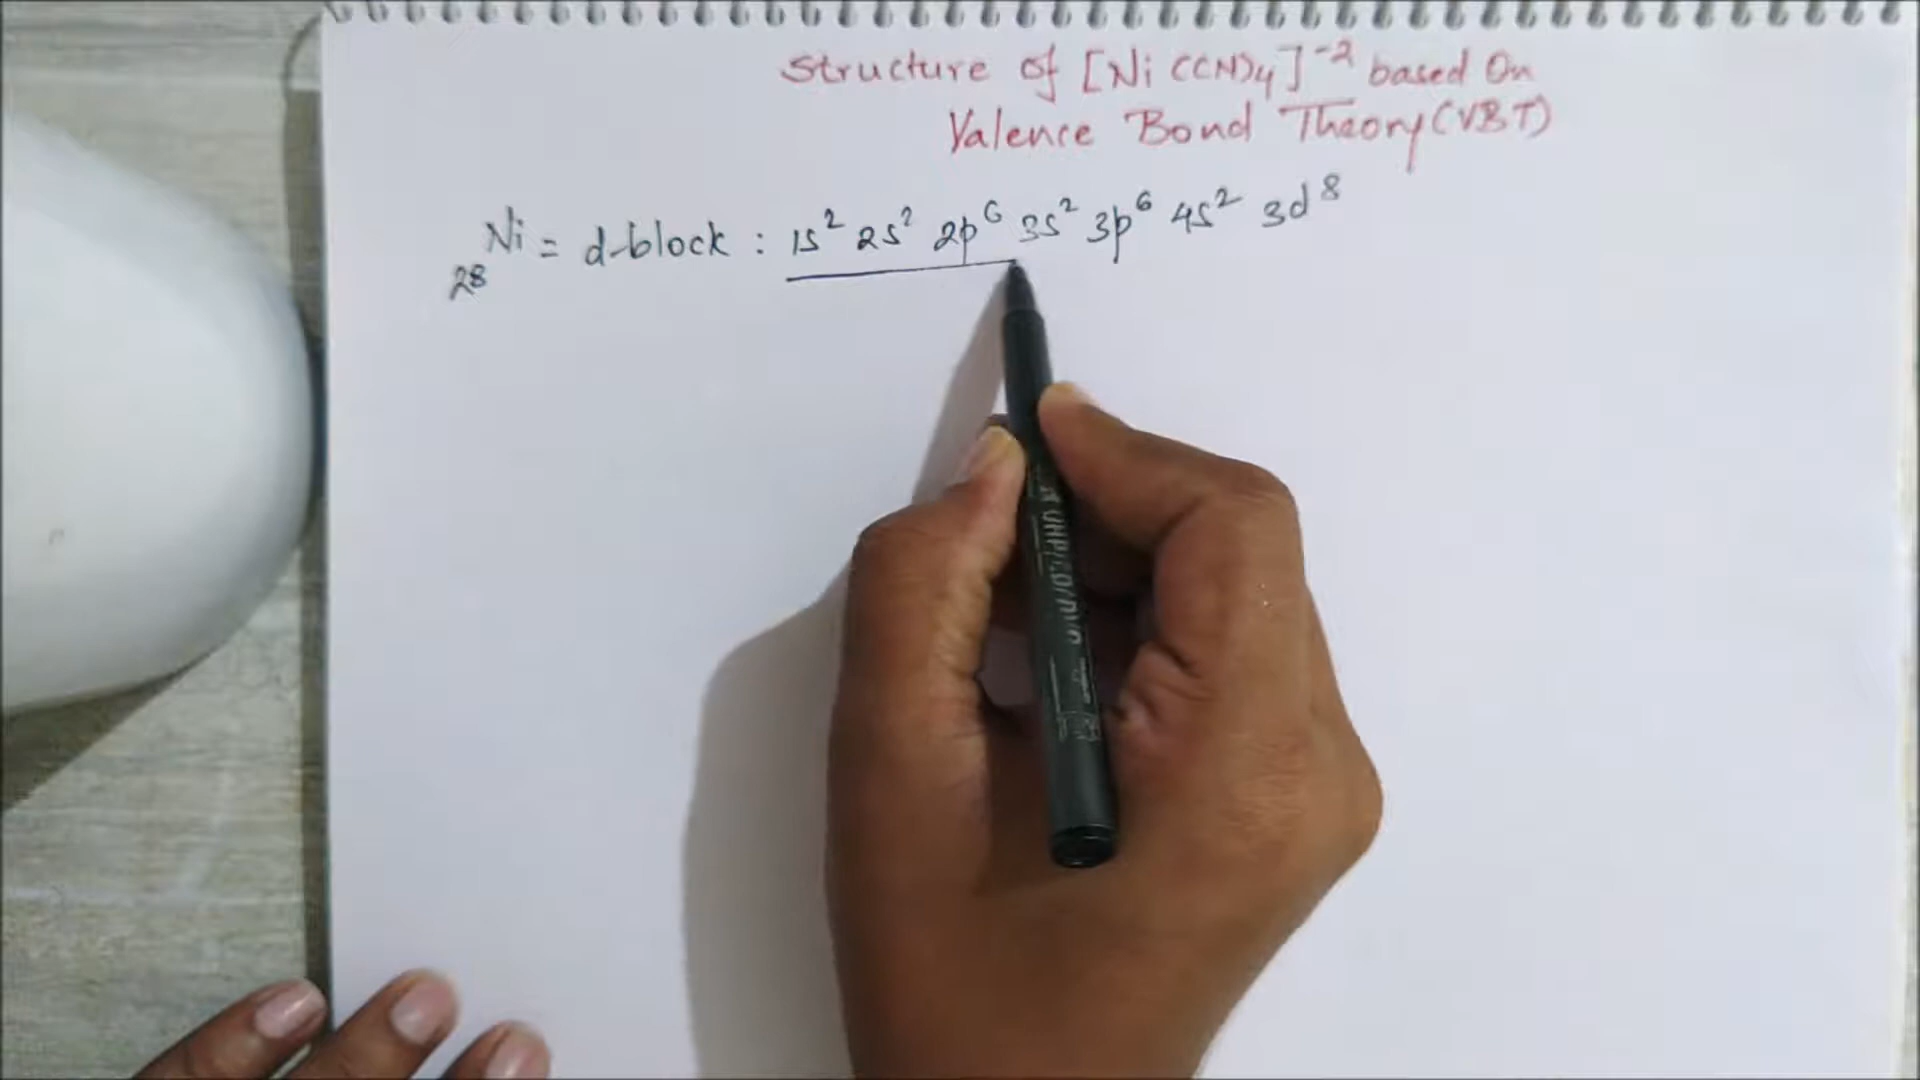 Structure of [Ni (CN)4]⁻² based On
Valence Bond Theory (VBT)
₂₈Ni = d-block : 1s² 2s² 2p⁶ 3s² 3p⁶ 4s² 3d⁸